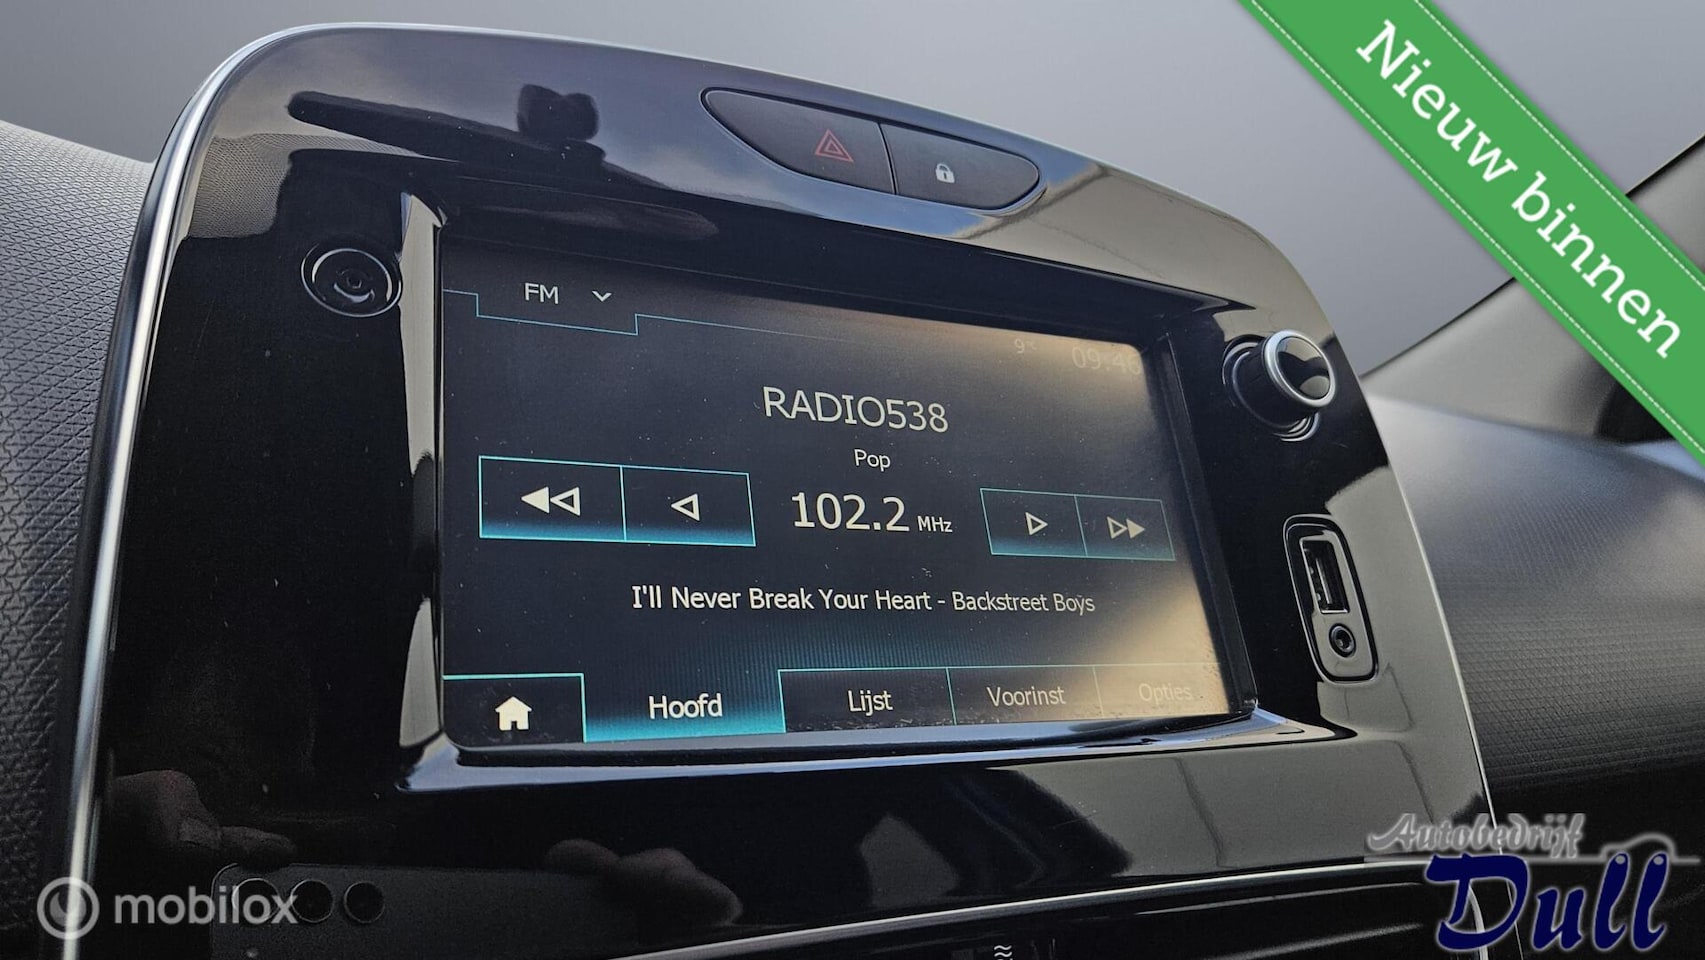 Nieuw binnen
FM
9°C
09:46
RADIO538
Pop
102.2 MHz
I'll Never Break Your Heart - Backstreet Boys
Hoofd
Lijst
Voorinst
Opties
mobilox
Autobedrijf
Dull